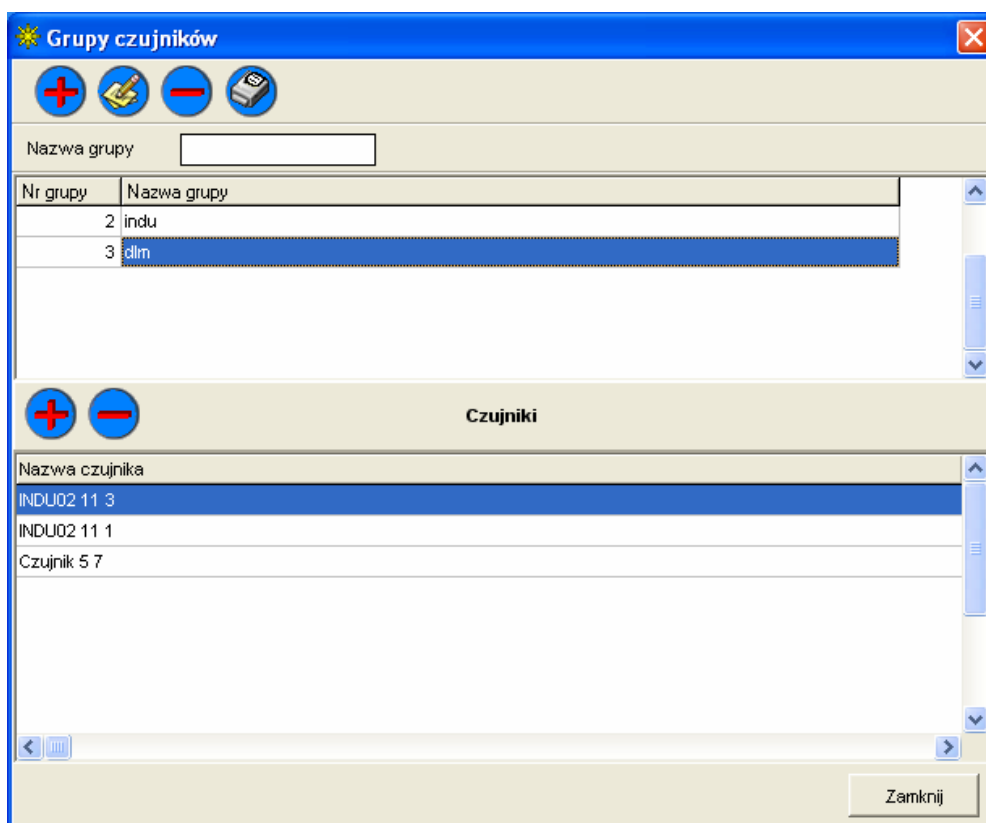 Grupy czujników
Nazwa grupy
Nr grupy Nazwa grupy
2 indu
3 dlm
Czujniki
Nazwa czujnika
INDU02 11 3
INDU02 11 1
Czujnik 5 7
Zamknij